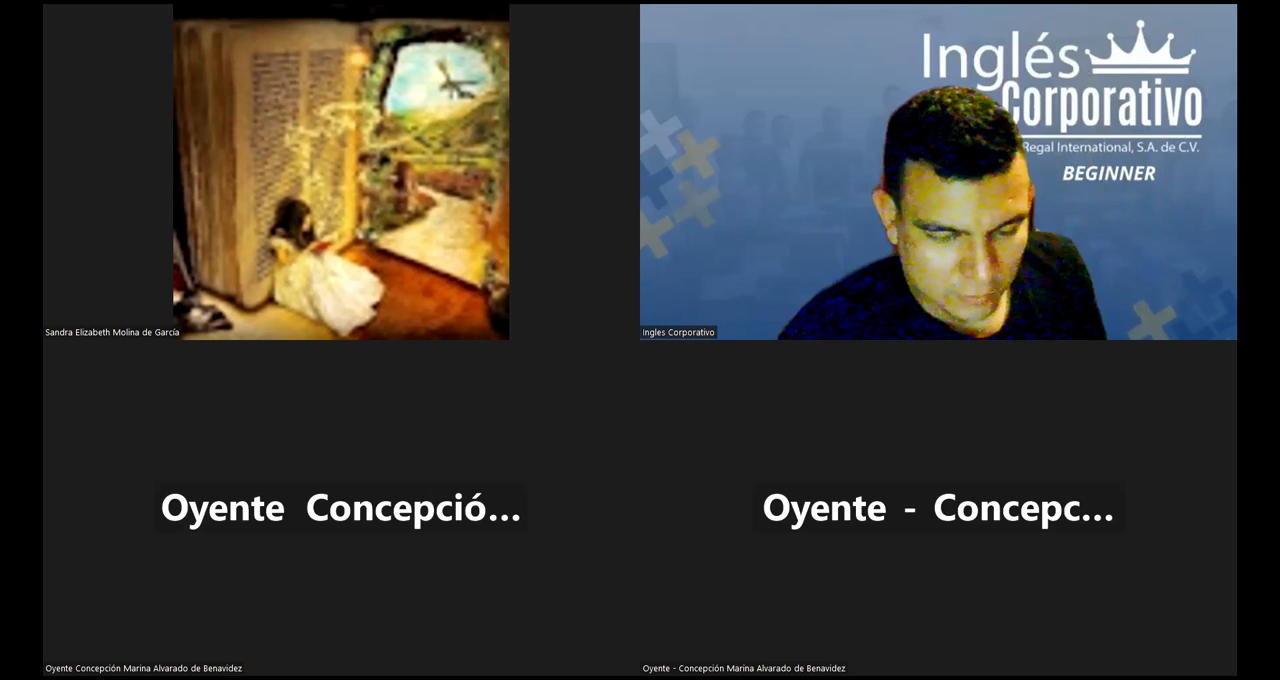 Inglés
Corporativo
Regal International, S.A. de C.V.
BEGINNER
Sandra Elizabeth Molina de García
Ingles Corporativo
Oyente Concepció...
Oyente - Concepc...
Oyente Concepción Marina Alvarado de Benavidez
Oyente - Concepción Marina Alvarado de Benavidez